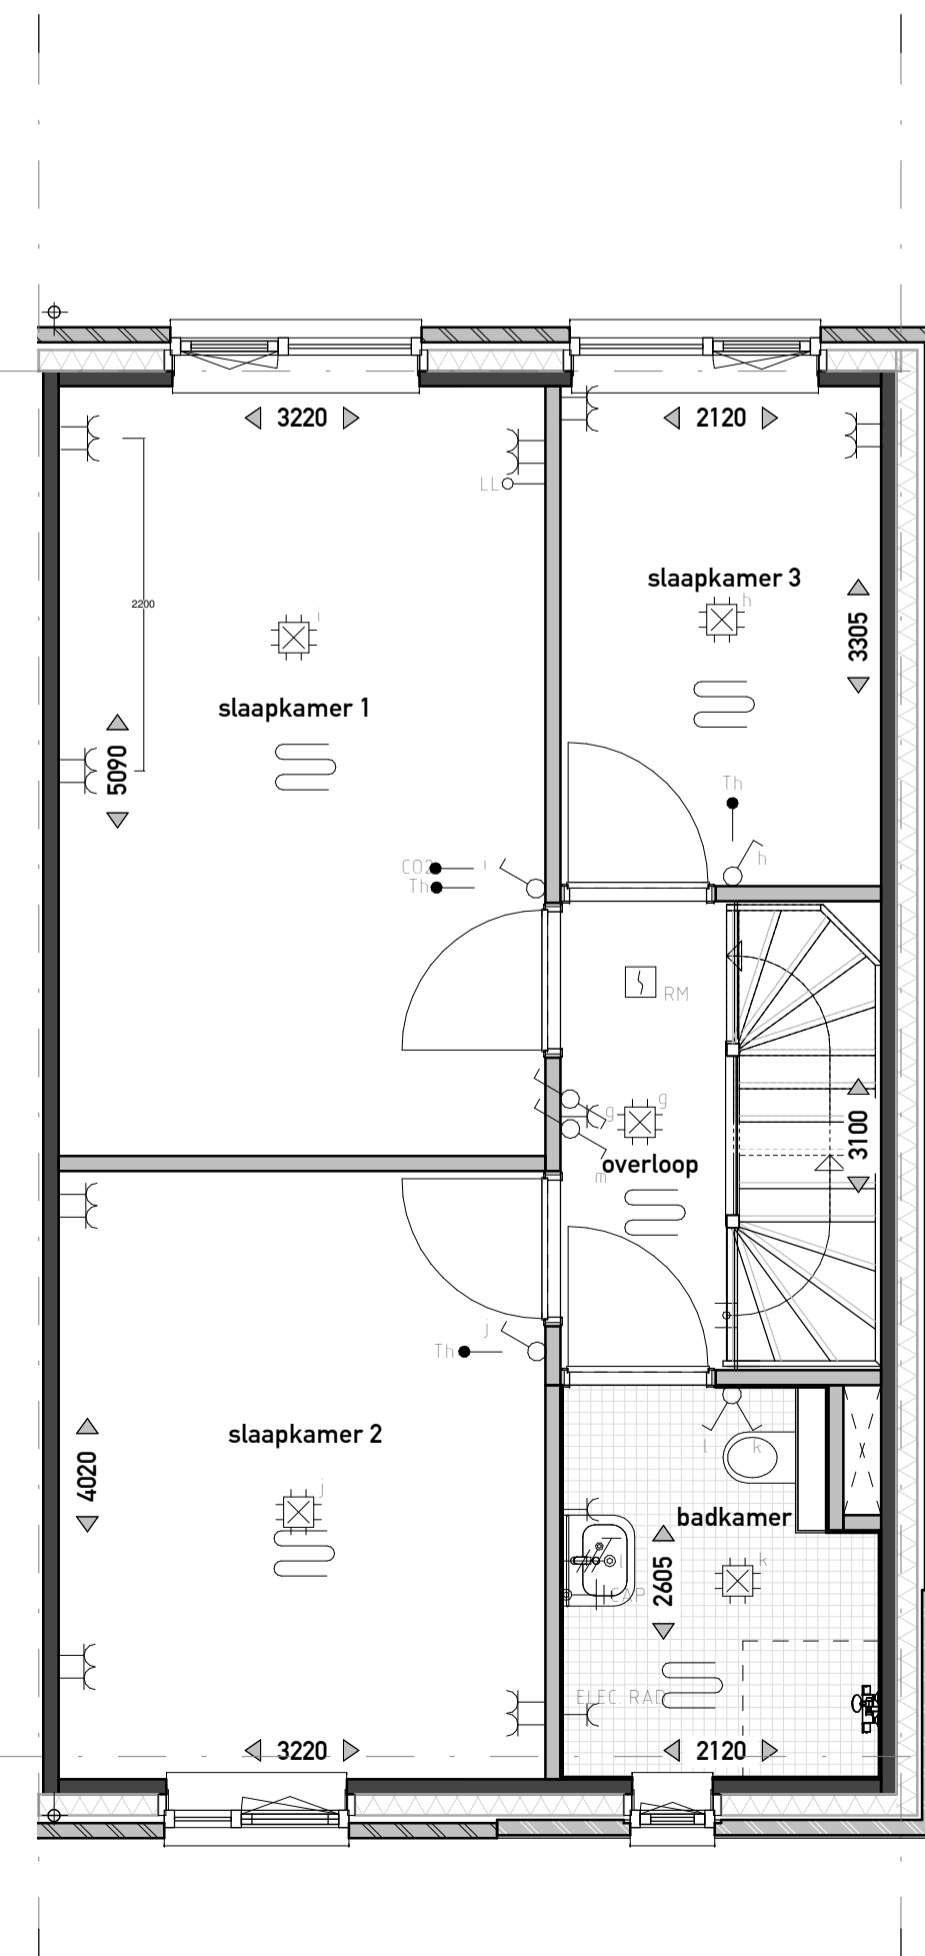 3220
2120
LL
2200
slaapkamer 3
h
3305
i
slaapkamer 1
5090
Th
h
CO2
i
Th
RM
g
g
3100
overloop
m
j
Th
slaapkamer 2
l
k
4020
j
badkamer
k
2605
CAP
ELEC. RAD
3220
2120